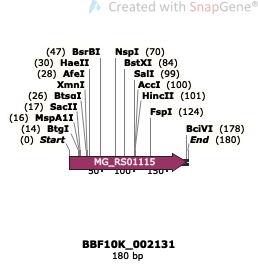 Created with SnapGene®
(47) BsrBI NspI (70)
(30) HaeII BstXI (84)
(28) AfeI SalI (99)
XmnI AccI (100)
(26) BtsαI HincII (101)
(17) SacII
(16) MspA1I FspI (124)
(14) BtgI BciVI (178)
(0) Start End (180)
MG_RS01115
50 100 150
BBF10K_002131
180 bp